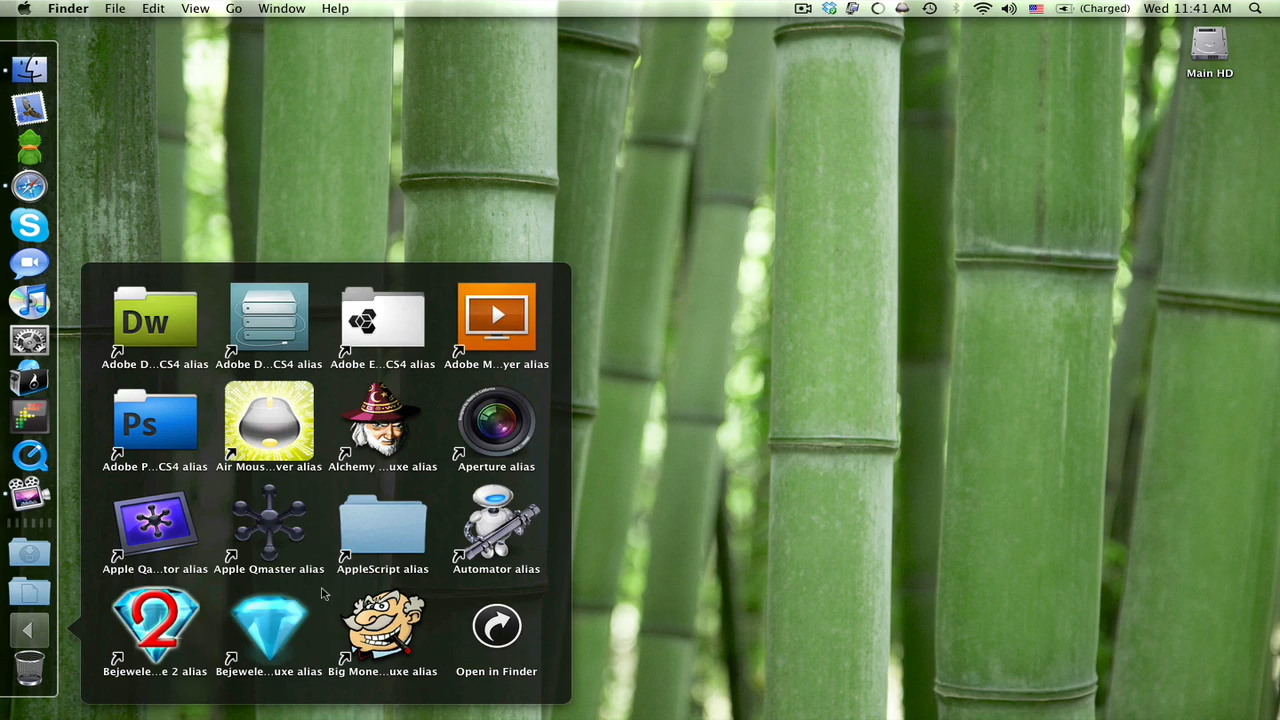 Finder File Edit View Go Window Help (Charged) Wed 11:41 AM
Main HD
Dw
Adobe D...CS4 alias Adobe D...CS4 alias Adobe E...CS4 alias Adobe M...yer alias
Ps
Adobe P...CS4 alias Air Mous...ver alias Alchemy ...uxe alias Aperture alias
Apple Qa...tor alias Apple Qmaster alias AppleScript alias Automator alias
2
Bejewele...e 2 alias Bejewele...uxe alias Big Mone...uxe alias Open in Finder
S